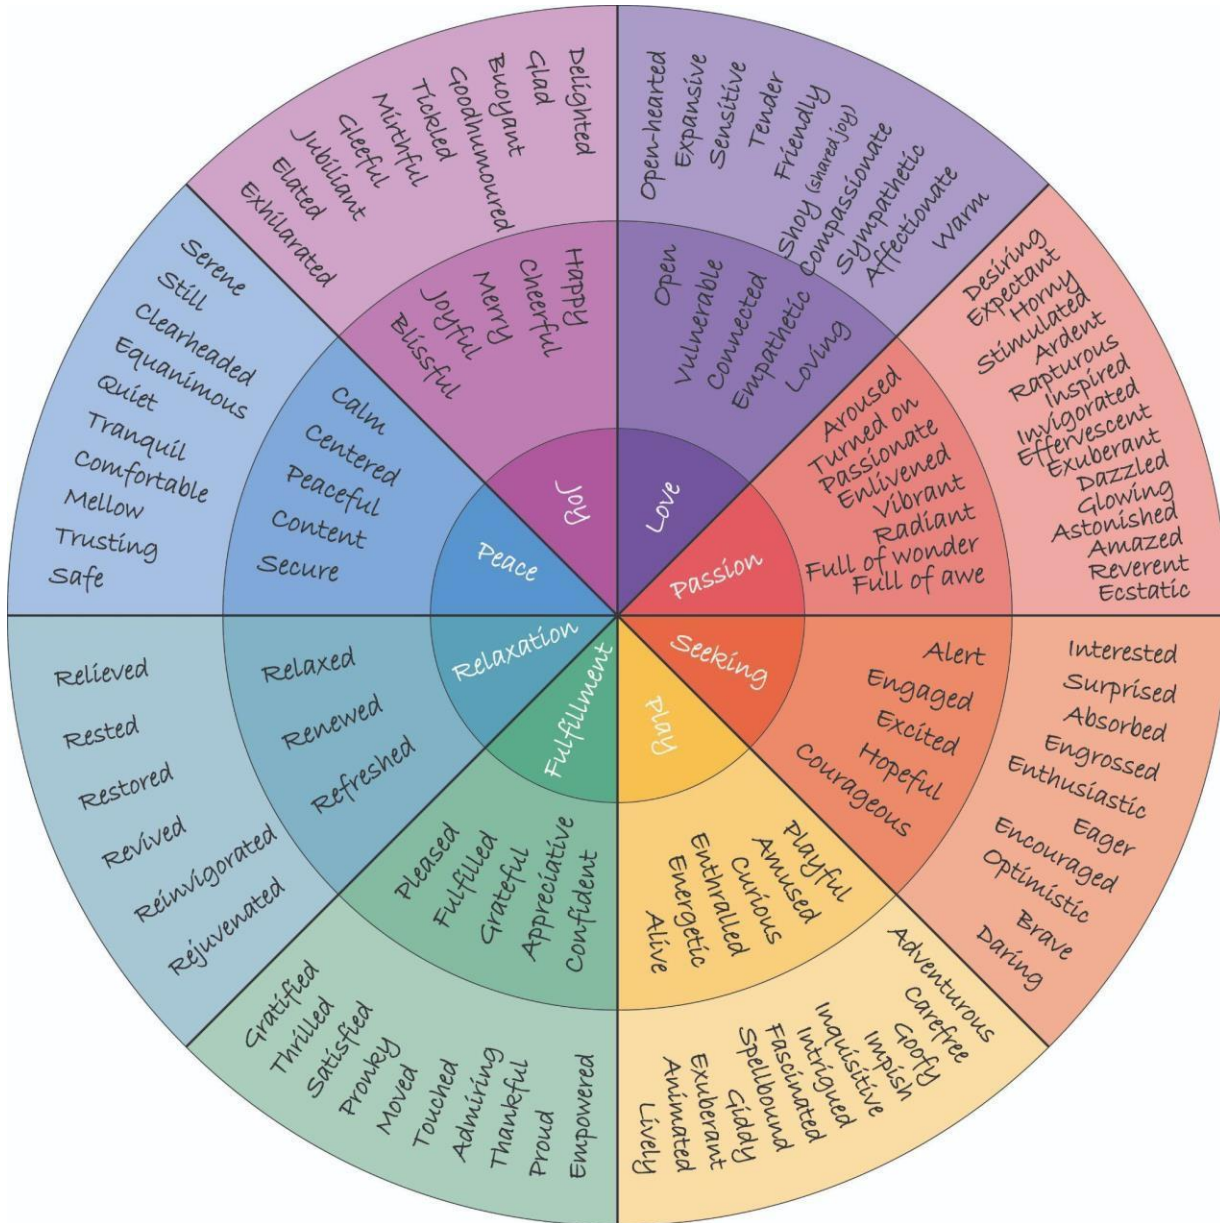 Joy
Happy
Cheerful
Merry
Joyful
Blissful
Delighted
Glad
Buoyant
Goodhumoured
Tickled
Mirthful
Gleeful
Jubiliant
Elated
Exhilarated
Love
Open
Vulnerable
Connected
Empathetic
Loving
Open-hearted
Expansive
Sensitive
Tender
Friendly
Shoy (shared joy)
Compassionate
Sympathetic
Affectionate
Warm
Passion
Aroused
Turned on
Passionate
Enlivened
Vibrant
Radiant
Full of wonder
Full of awe
Desiring
Expectant
Horny
Stimulated
Ardent
Rapturous
Inspired
Invigorated
Effervescent
Exuberant
Dazzled
Glowing
Astonished
Amazed
Reverent
Ecstatic
Seeking
Alert
Engaged
Excited
Hopeful
Courageous
Interested
Surprised
Absorbed
Engrossed
Enthusiastic
Eager
Encouraged
Optimistic
Brave
Daring
Play
Playful
Amused
Curious
Enthralled
Energetic
Alive
Adventurous
Carefree
Goofy
Impish
Inquisitive
Intrigued
Fascinated
Spellbound
Giddy
Exuberant
Animated
Lively
Fulfillment
Pleased
Fulfilled
Grateful
Appreciative
Confident
Gratified
Thrilled
Satisfied
Pronky
Moved
Touched
Admiring
Thankful
Proud
Empowered
Relaxation
Relaxed
Renewed
Refreshed
Relieved
Rested
Restored
Revived
Reinvigorated
Rejuvenated
Peace
Calm
Centered
Peaceful
Content
Secure
Serene
Still
Clearheaded
Equanimous
Quiet
Tranquil
Comfortable
Mellow
Trusting
Safe